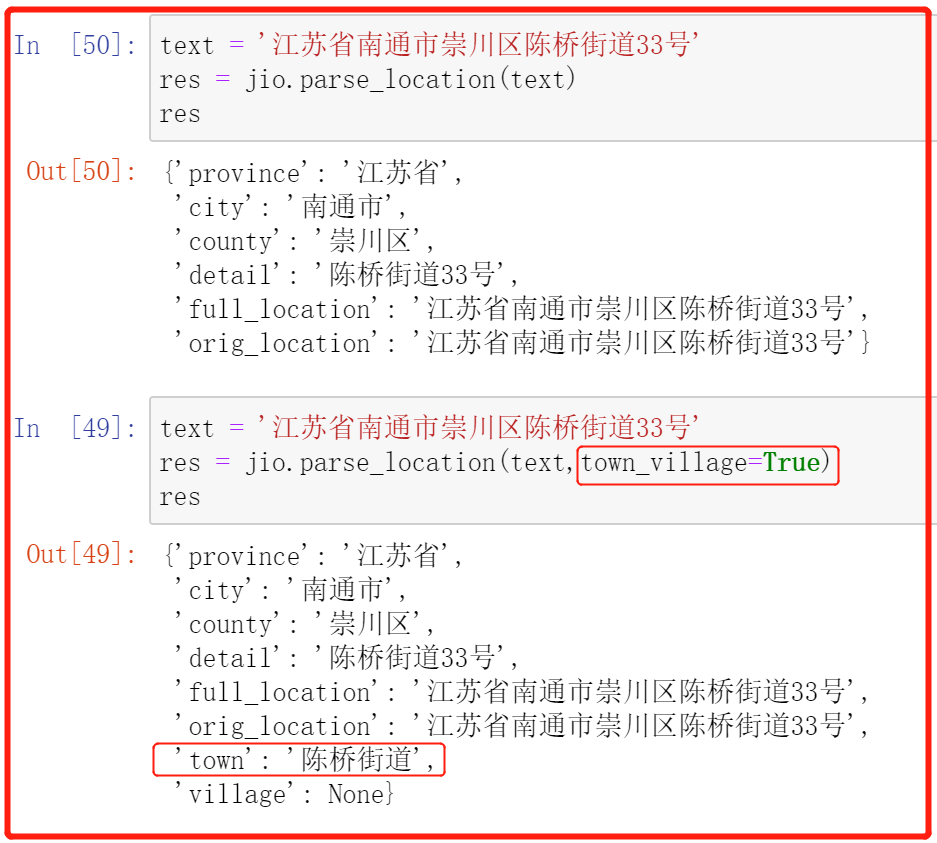 In [50]: text = '江苏省南通市崇川区陈桥街道33号'
res = jio.parse_location(text)
res
Out[50]: {'province': '江苏省',
'city': '南通市',
'county': '崇川区',
'detail': '陈桥街道33号',
'full_location': '江苏省南通市崇川区陈桥街道33号',
'orig_location': '江苏省南通市崇川区陈桥街道33号'}
In [49]: text = '江苏省南通市崇川区陈桥街道33号'
res = jio.parse_location(text,town_village=True)
res
Out[49]: {'province': '江苏省',
'city': '南通市',
'county': '崇川区',
'detail': '陈桥街道33号',
'full_location': '江苏省南通市崇川区陈桥街道33号',
'orig_location': '江苏省南通市崇川区陈桥街道33号',
'town': '陈桥街道',
'village': None}